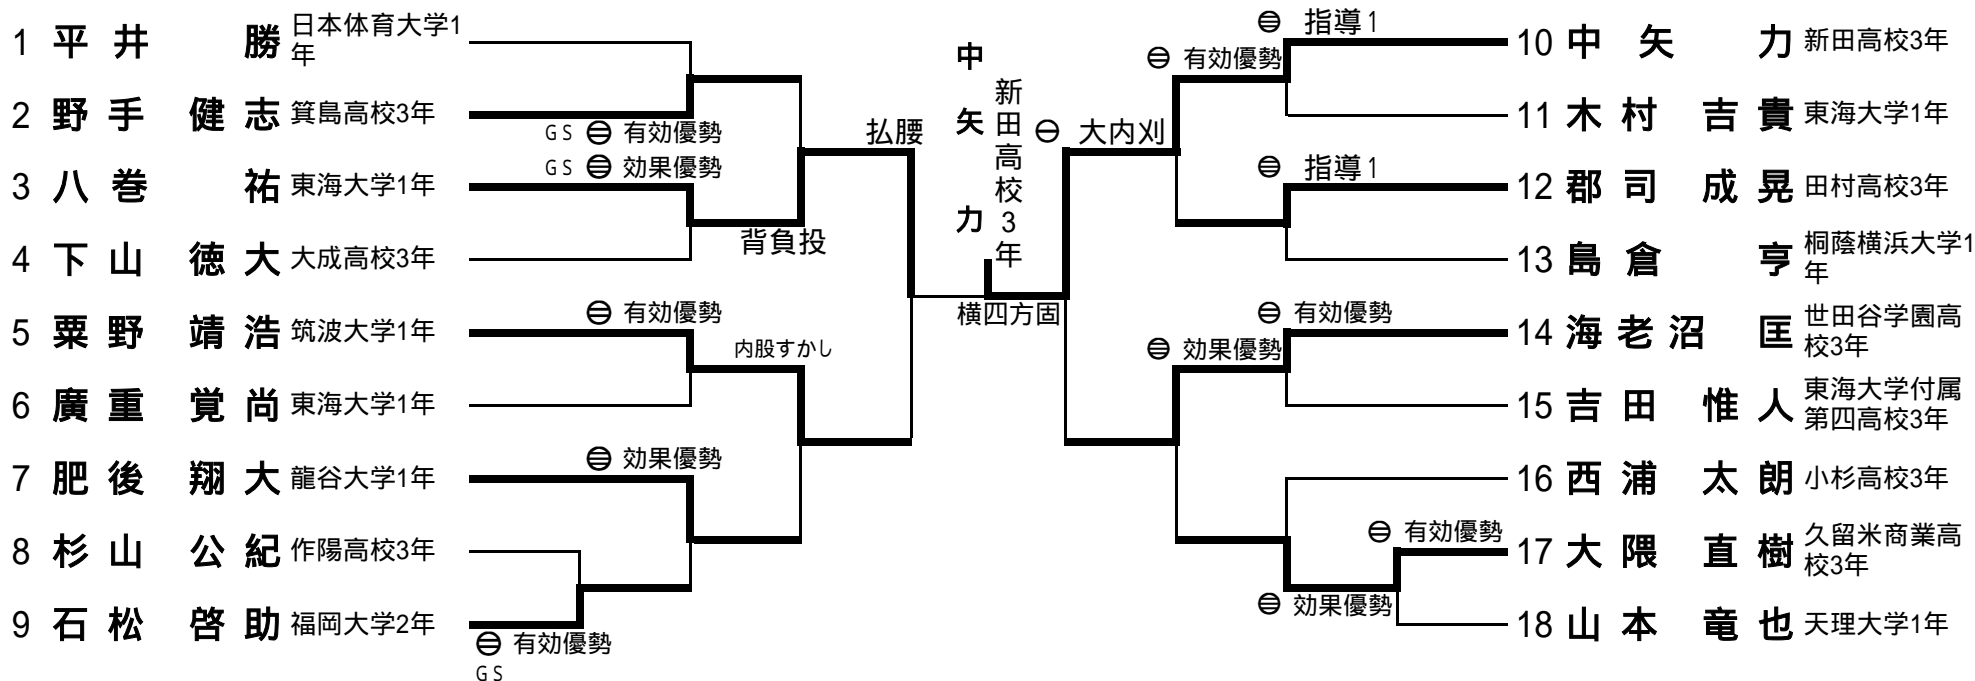 1 平井 勝 日本体育大学1
年
2 野手 健志 箕島高校3年
GS ㊀ 有効優勢
GS ㊀ 効果優勢
3 八巻 祐 東海大学1年
背負投
4 下山 徳大 大成高校3年
㊀ 有効優勢
5 粟野 靖浩 筑波大学1年
内股すかし
6 廣重 覚尚 東海大学1年
㊀ 効果優勢
7 肥後 翔大 龍谷大学1年
8 杉山 公紀 作陽高校3年
9 石松 啓助 福岡大学2年
㊀ 有効優勢
GS
払腰
中矢力
新田高校3年
横四方固
㊀ 大内刈
㊀ 指導1
㊀ 有効優勢
10 中矢 力 新田高校3年
11 木村 吉貴 東海大学1年
㊀ 指導1
12 郡司 成晃 田村高校3年
13 島倉 亨 桐蔭横浜大学1
年
㊀ 有効優勢
14 海老沼 匡 世田谷学園高
校3年
㊀ 効果優勢
15 吉田 惟人 東海大学付属
第四高校3年
16 西浦 太朗 小杉高校3年
㊀ 有効優勢
17 大隈 直樹 久留米商業高
校3年
㊀ 効果優勢
18 山本 竜也 天理大学1年